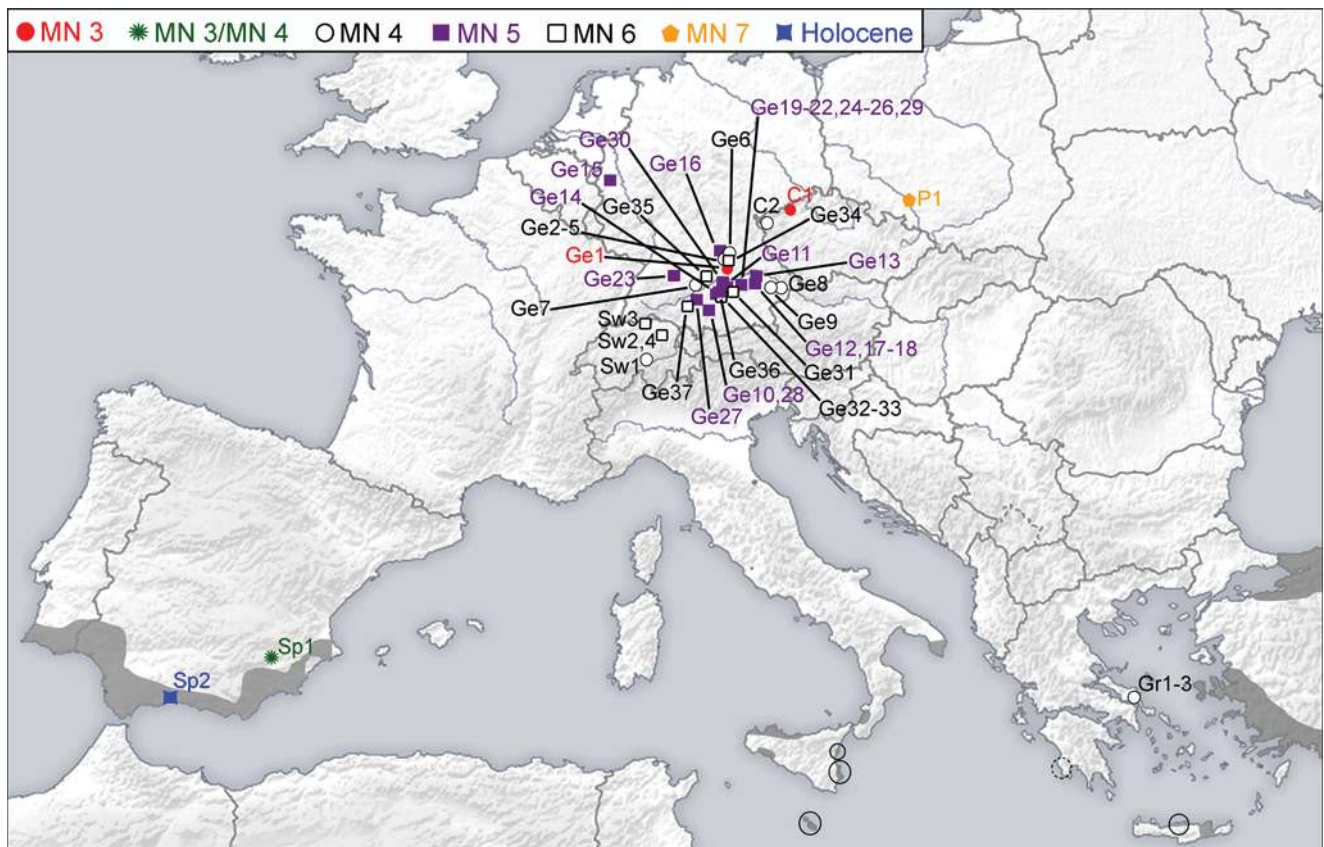 MN 3 MN 3/MN 4 MN 4 MN 5 MN 6 MN 7 Holocene
Ge19-22,24-26,29
Ge30 Ge6
Ge15 Ge16
Ge14 Ge35 C2 C1 P1
Ge2-5 Ge34
Ge1 Ge11 Ge13
Ge23 Ge8
Ge7 Ge9
Sw3
Sw2,4 Ge12,17-18
Sw1 Ge36 Ge31
Ge37 Ge10,28
Ge27 Ge32-33
Sp1
Sp2 Gr1-3